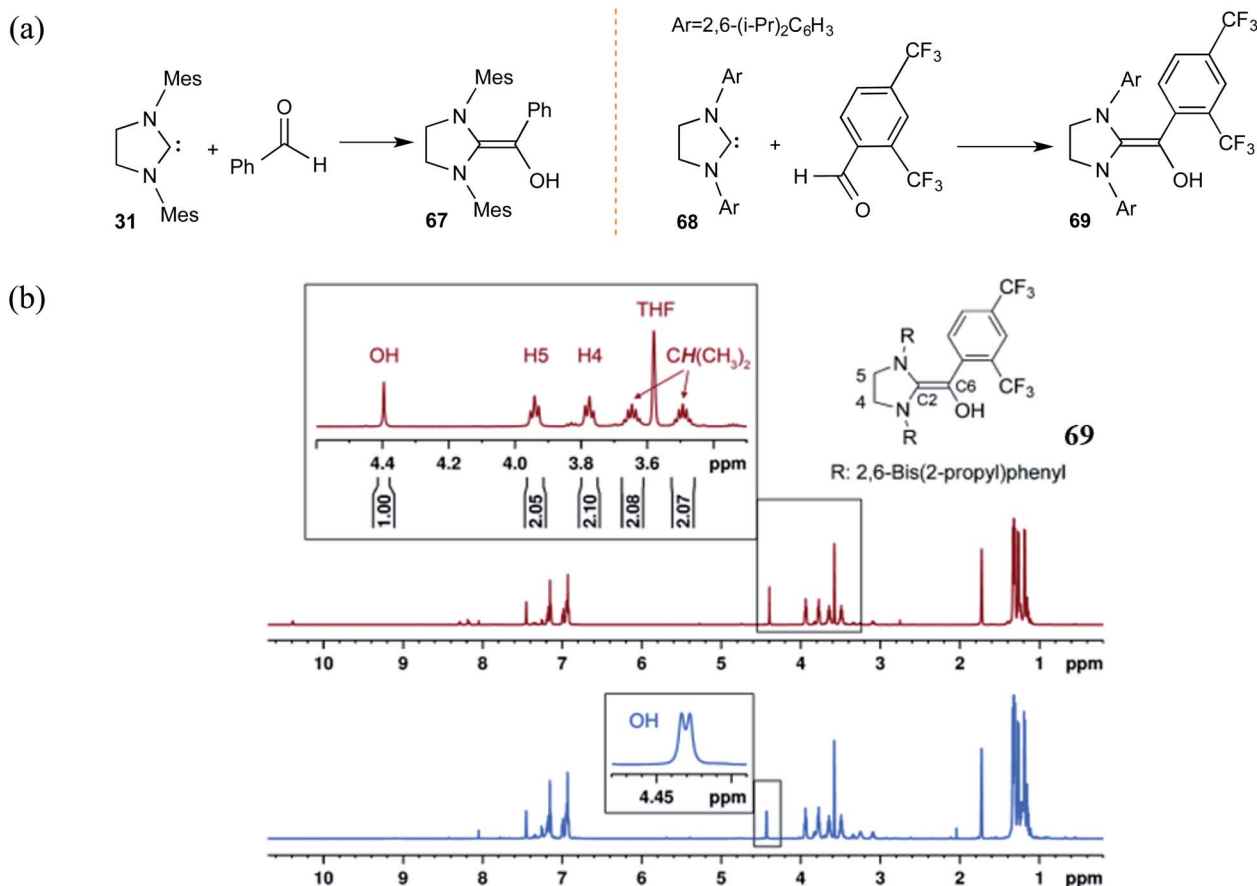 (a)
Ar=2,6-(i-Pr)2C6H3
Mes
N
:
N
Mes
31
+
O
Ph
H
Mes
N
Ph
N
OH
Mes
67
Ar
N
:
N
Ar
68
+
CF3
H
CF3
O
CF3
Ar
N
CF3
N
OH
Ar
69
(b)
THF
OH
H5
H4
CH(CH3)2
4.4
4.2
4.0
3.8
3.6
ppm
1.00
2.05
2.10
2.08
2.07
CF3
R
5
N
CF3
C6
4
C2
N
OH
R
69
R: 2,6-Bis(2-propyl)phenyl
10
9
8
7
6
5
4
3
2
1
ppm
OH
4.45
ppm
10
9
8
7
6
5
4
3
2
1
ppm